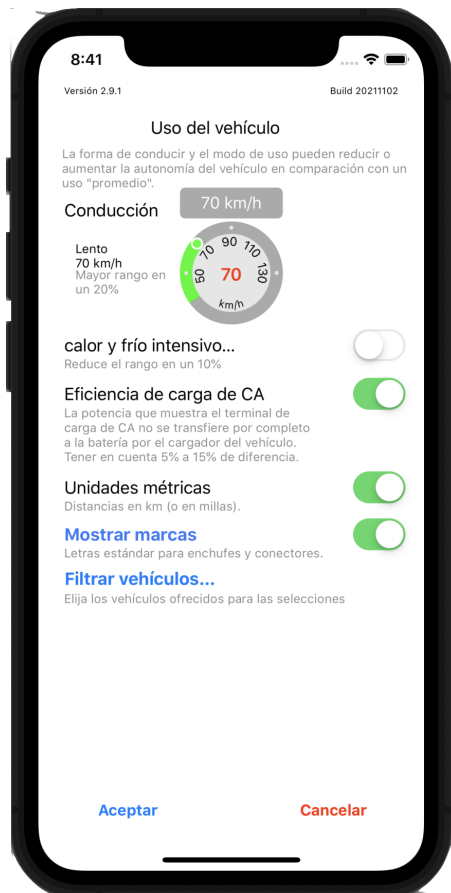 8:41
Versión 2.9.1 Build 20211102
Uso del vehículo
La forma de conducir y el modo de uso pueden reducir o
aumentar la autonomía del vehículo en comparación con un
uso "promedio".
Conducción
70 km/h
Lento
70 km/h
Mayor rango en
un 20%
50 70 90 110 130
70
km/h
calor y frío intensivo...
Reduce el rango en un 10%
Eficiencia de carga de CA
La potencia que muestra el terminal de
carga de CA no se transfiere por completo
a la batería por el cargador del vehículo.
Tener en cuenta 5% a 15% de diferencia.
Unidades métricas
Distancias en km (o en millas).
Mostrar marcas
Letras estándar para enchufes y conectores.
Filtrar vehículos...
Elija los vehículos ofrecidos para las selecciones
Aceptar Cancelar